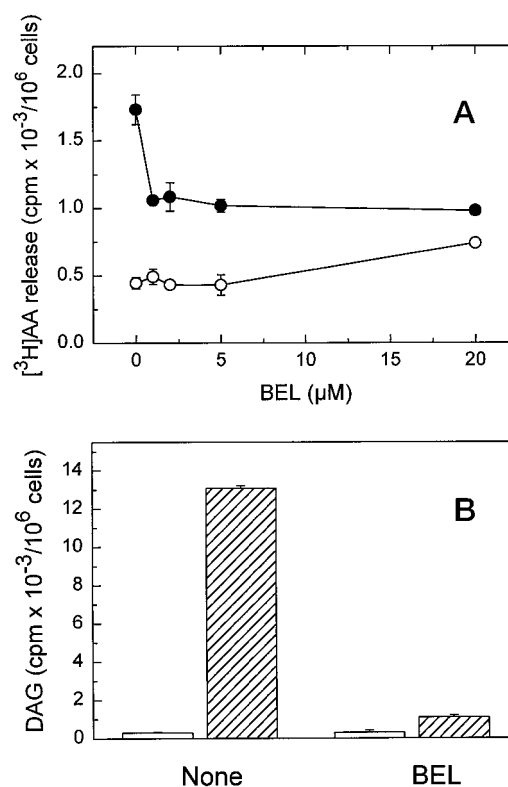 A
[³H]AA release (cpm x 10⁻³/10⁶ cells)
2.0
1.5
1.0
0.5
0.0
0
5
10
15
20
BEL (μM)
B
DAG (cpm x 10⁻³/10⁶ cells)
14
12
10
8
6
4
2
0
None
BEL